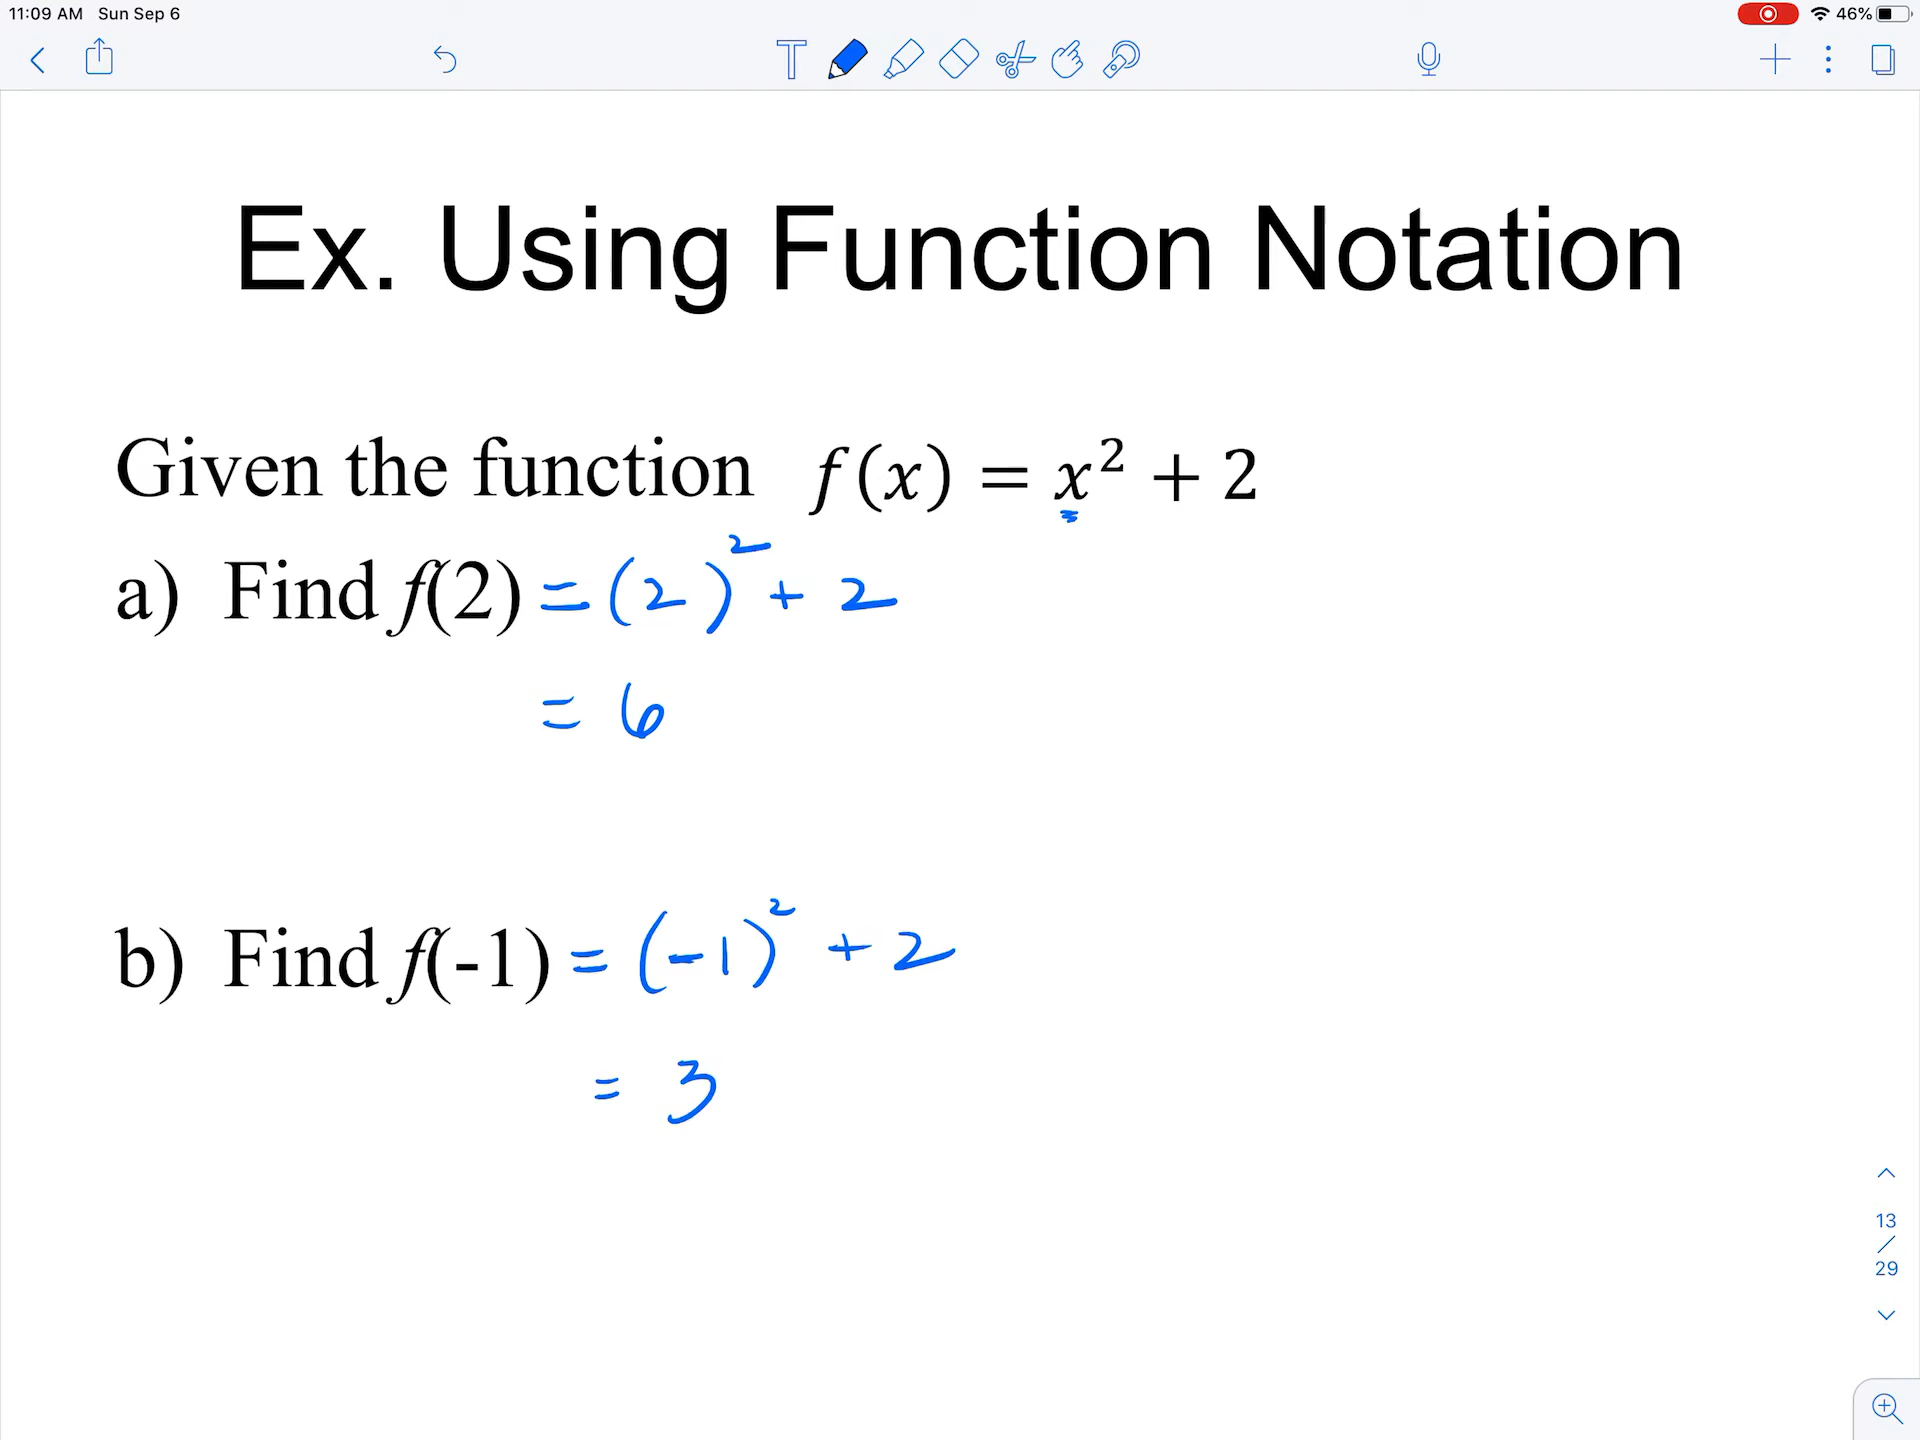 11:09 AM Sun Sep 6 46%
Ex. Using Function Notation
Given the function f(x) = x² + 2
a) Find f(2) = (2)² + 2
= 6
b) Find f(-1) = (-1)² + 2
= 3
13
/
29